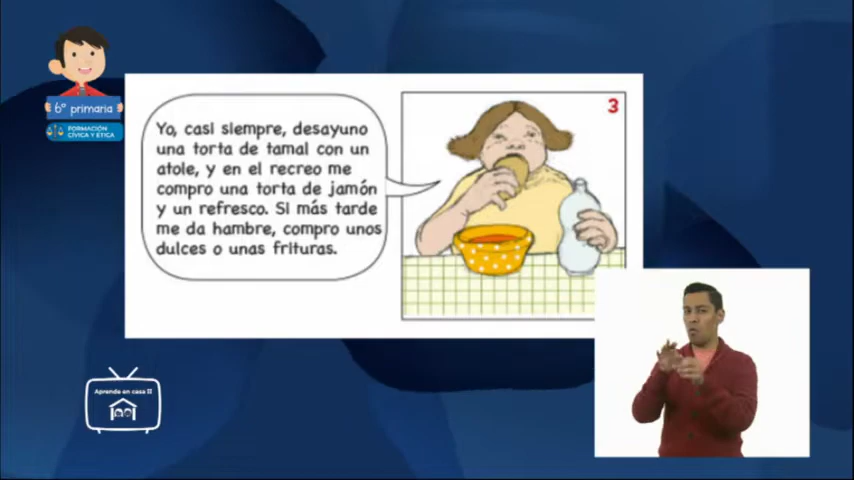 6° primaria
FORMACIÓN
CÍVICA Y ÉTICA
Yo, casi siempre, desayuno
una torta de tamal con un
atole, y en el recreo me
compro una torta de jamón
y un refresco. Si más tarde
me da hambre, compro unos
dulces o unas frituras.
3
Aprende en casa II